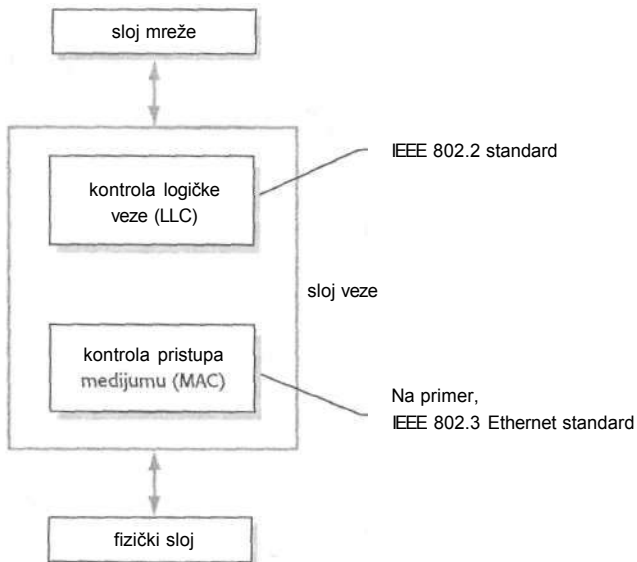 sloj mreže
IEEE 802.2 standard
kontrola logičke
veze (LLC)
sloj veze
kontrola pristupa
medijumu (MAC)
Na primer,
IEEE 802.3 Ethernet standard
fizički sloj